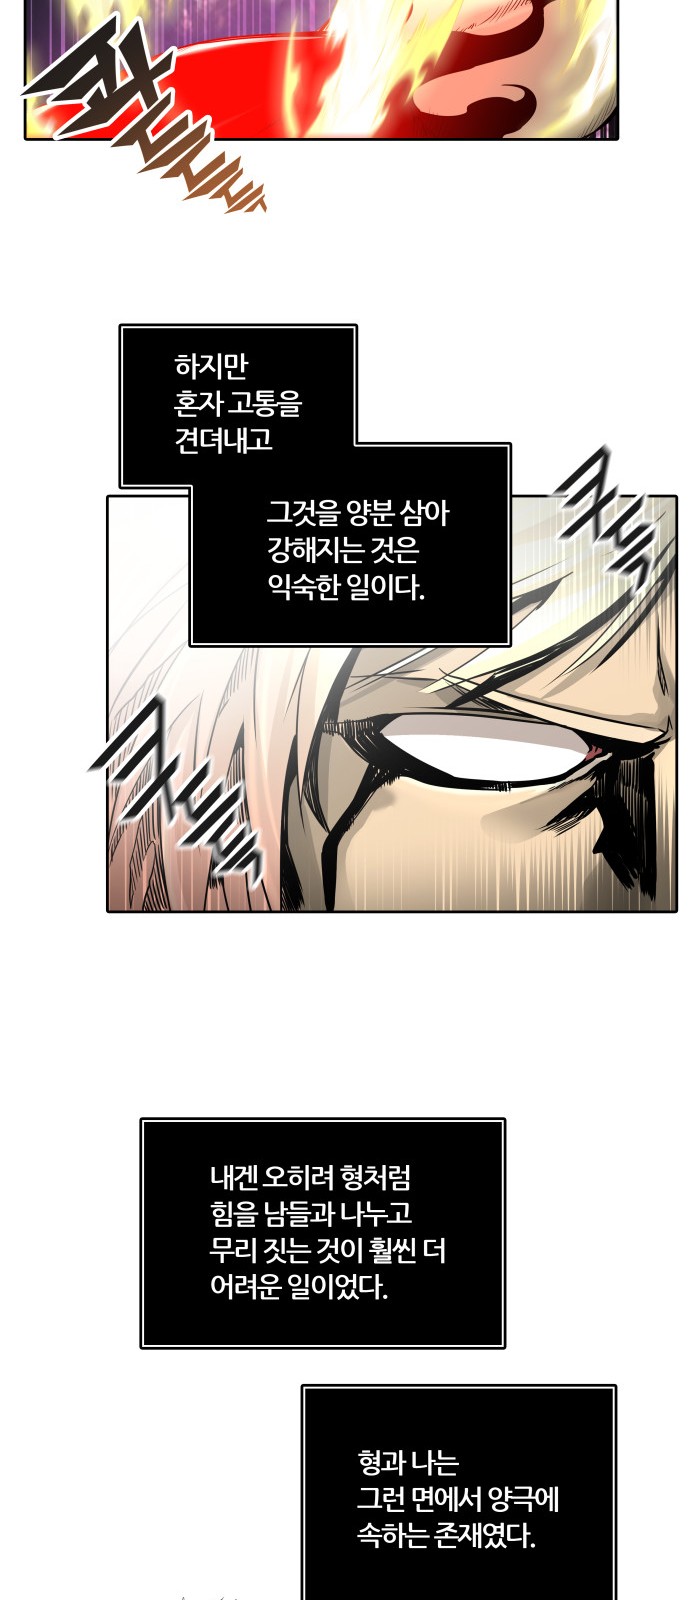 하지만
혼자 고통을
견뎌내고
그것을 양분 삼아
강해지는 것은
익숙한 일이다.
내겐 오히려 형처럼
힘을 남들과 나누고
무리 짓는 것이 훨씬 더
어려운 일이었다.
형과 나는
그런 면에서 양극에
속하는 존재였다.